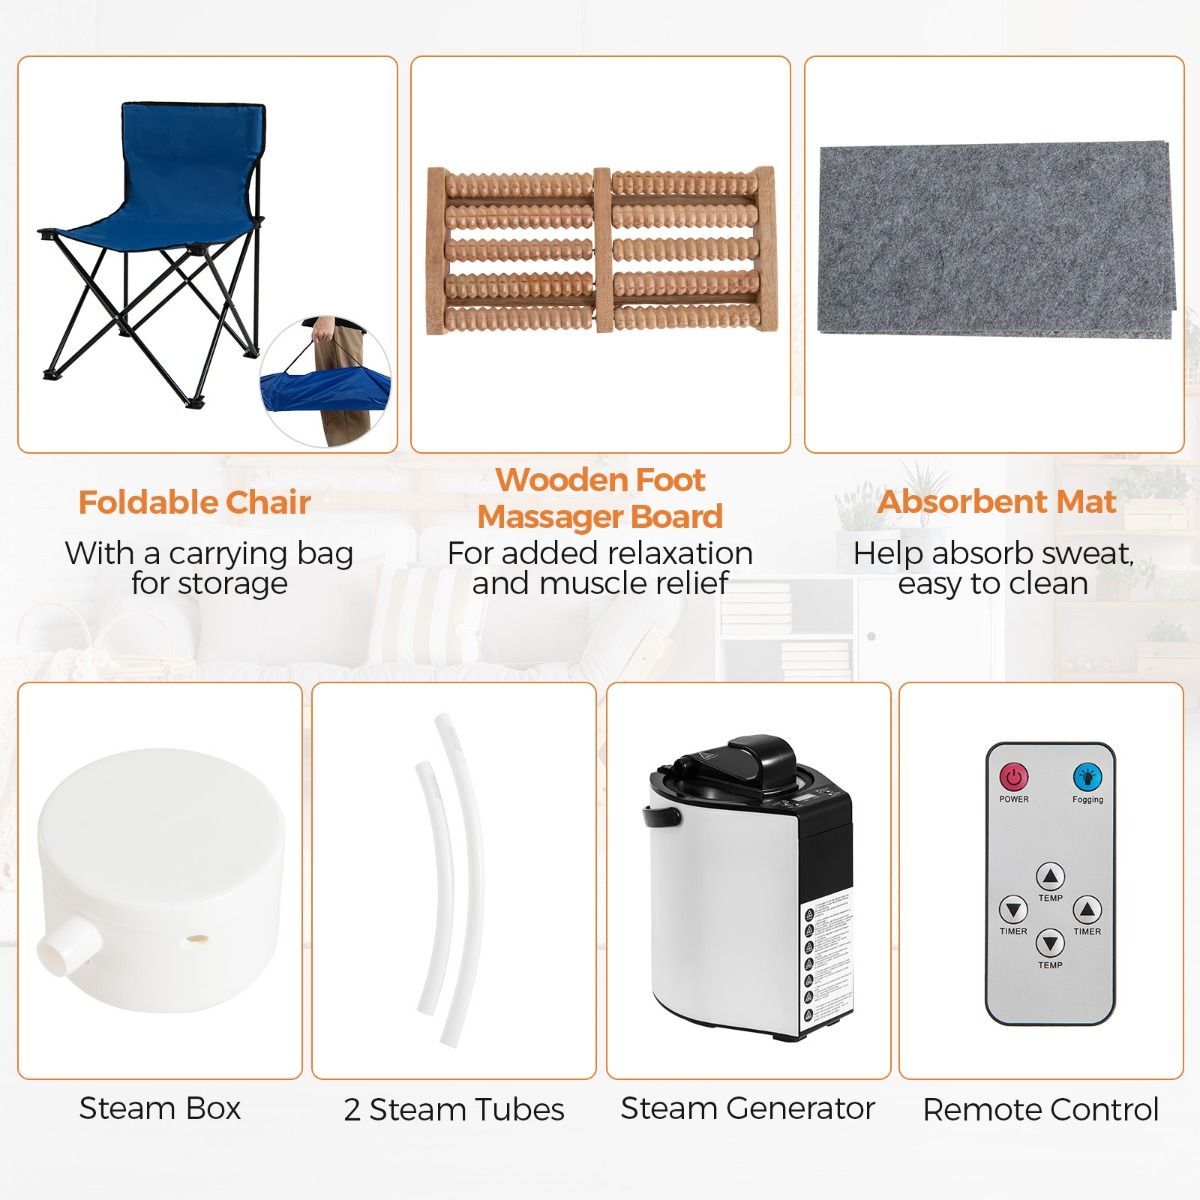 Foldable Chair
With a carrying bag
for storage
Wooden Foot
Massager Board
For added relaxation
and muscle relief
Absorbent Mat
Help absorb sweat,
easy to clean
POWER
Fogging
TEMP
TIMER
TIMER
TEMP
Steam Box
2 Steam Tubes
Steam Generator
Remote Control